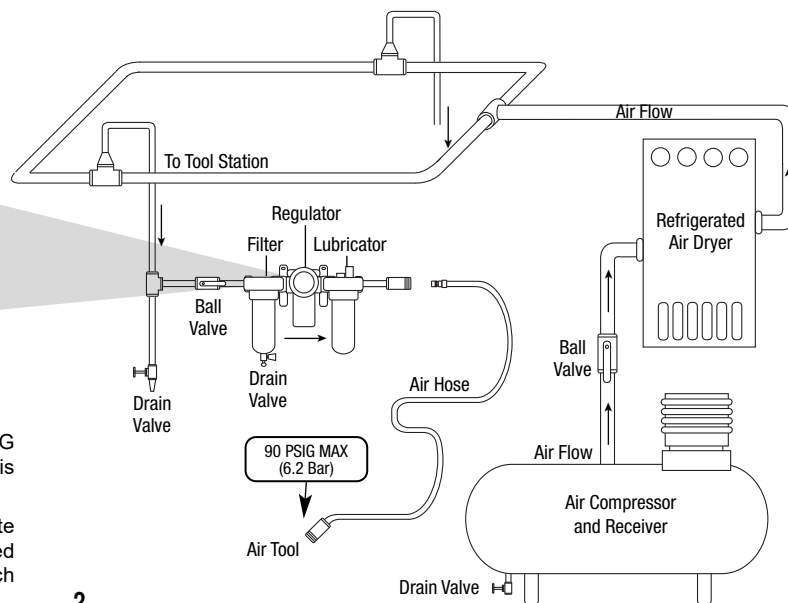 Air Flow
To Tool Station
Refrigerated
Air Dryer
Regulator
Filter
Lubricator
Ball
Valve
Drain
Valve
Drain
Valve
Ball
Valve
Air Hose
90 PSIG MAX
(6.2 Bar)
Air Flow
Air Tool
Air Compressor
and Receiver
Drain Valve
G
is
te
ed
ch
2